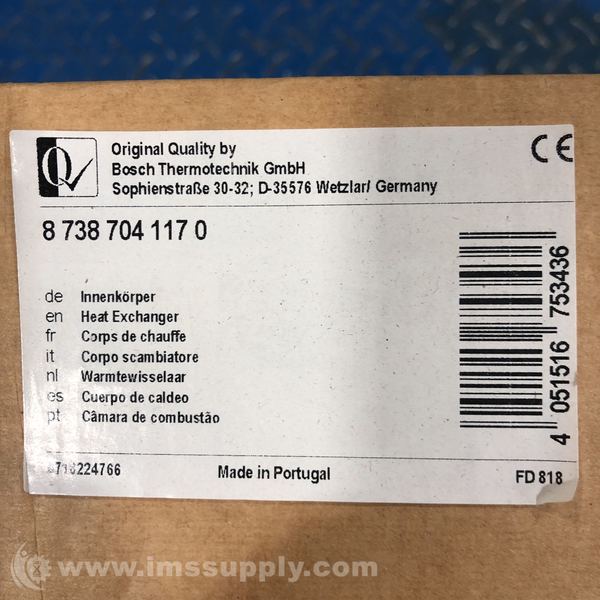 Original Quality by
Bosch Thermotechnik GmbH
Sophienstraße 30-32; D-35576 Wetzlar/ Germany
CE
8 738 704 117 0
de Innenkörper
en Heat Exchanger
fr Corps de chauffe
it Corpo scambiatore
nl Warmtewisselaar
es Cuerpo de caldeo
pt Câmara de combustão
4 051516 753436
Made in Portugal
FD 818
www.imssupply.com